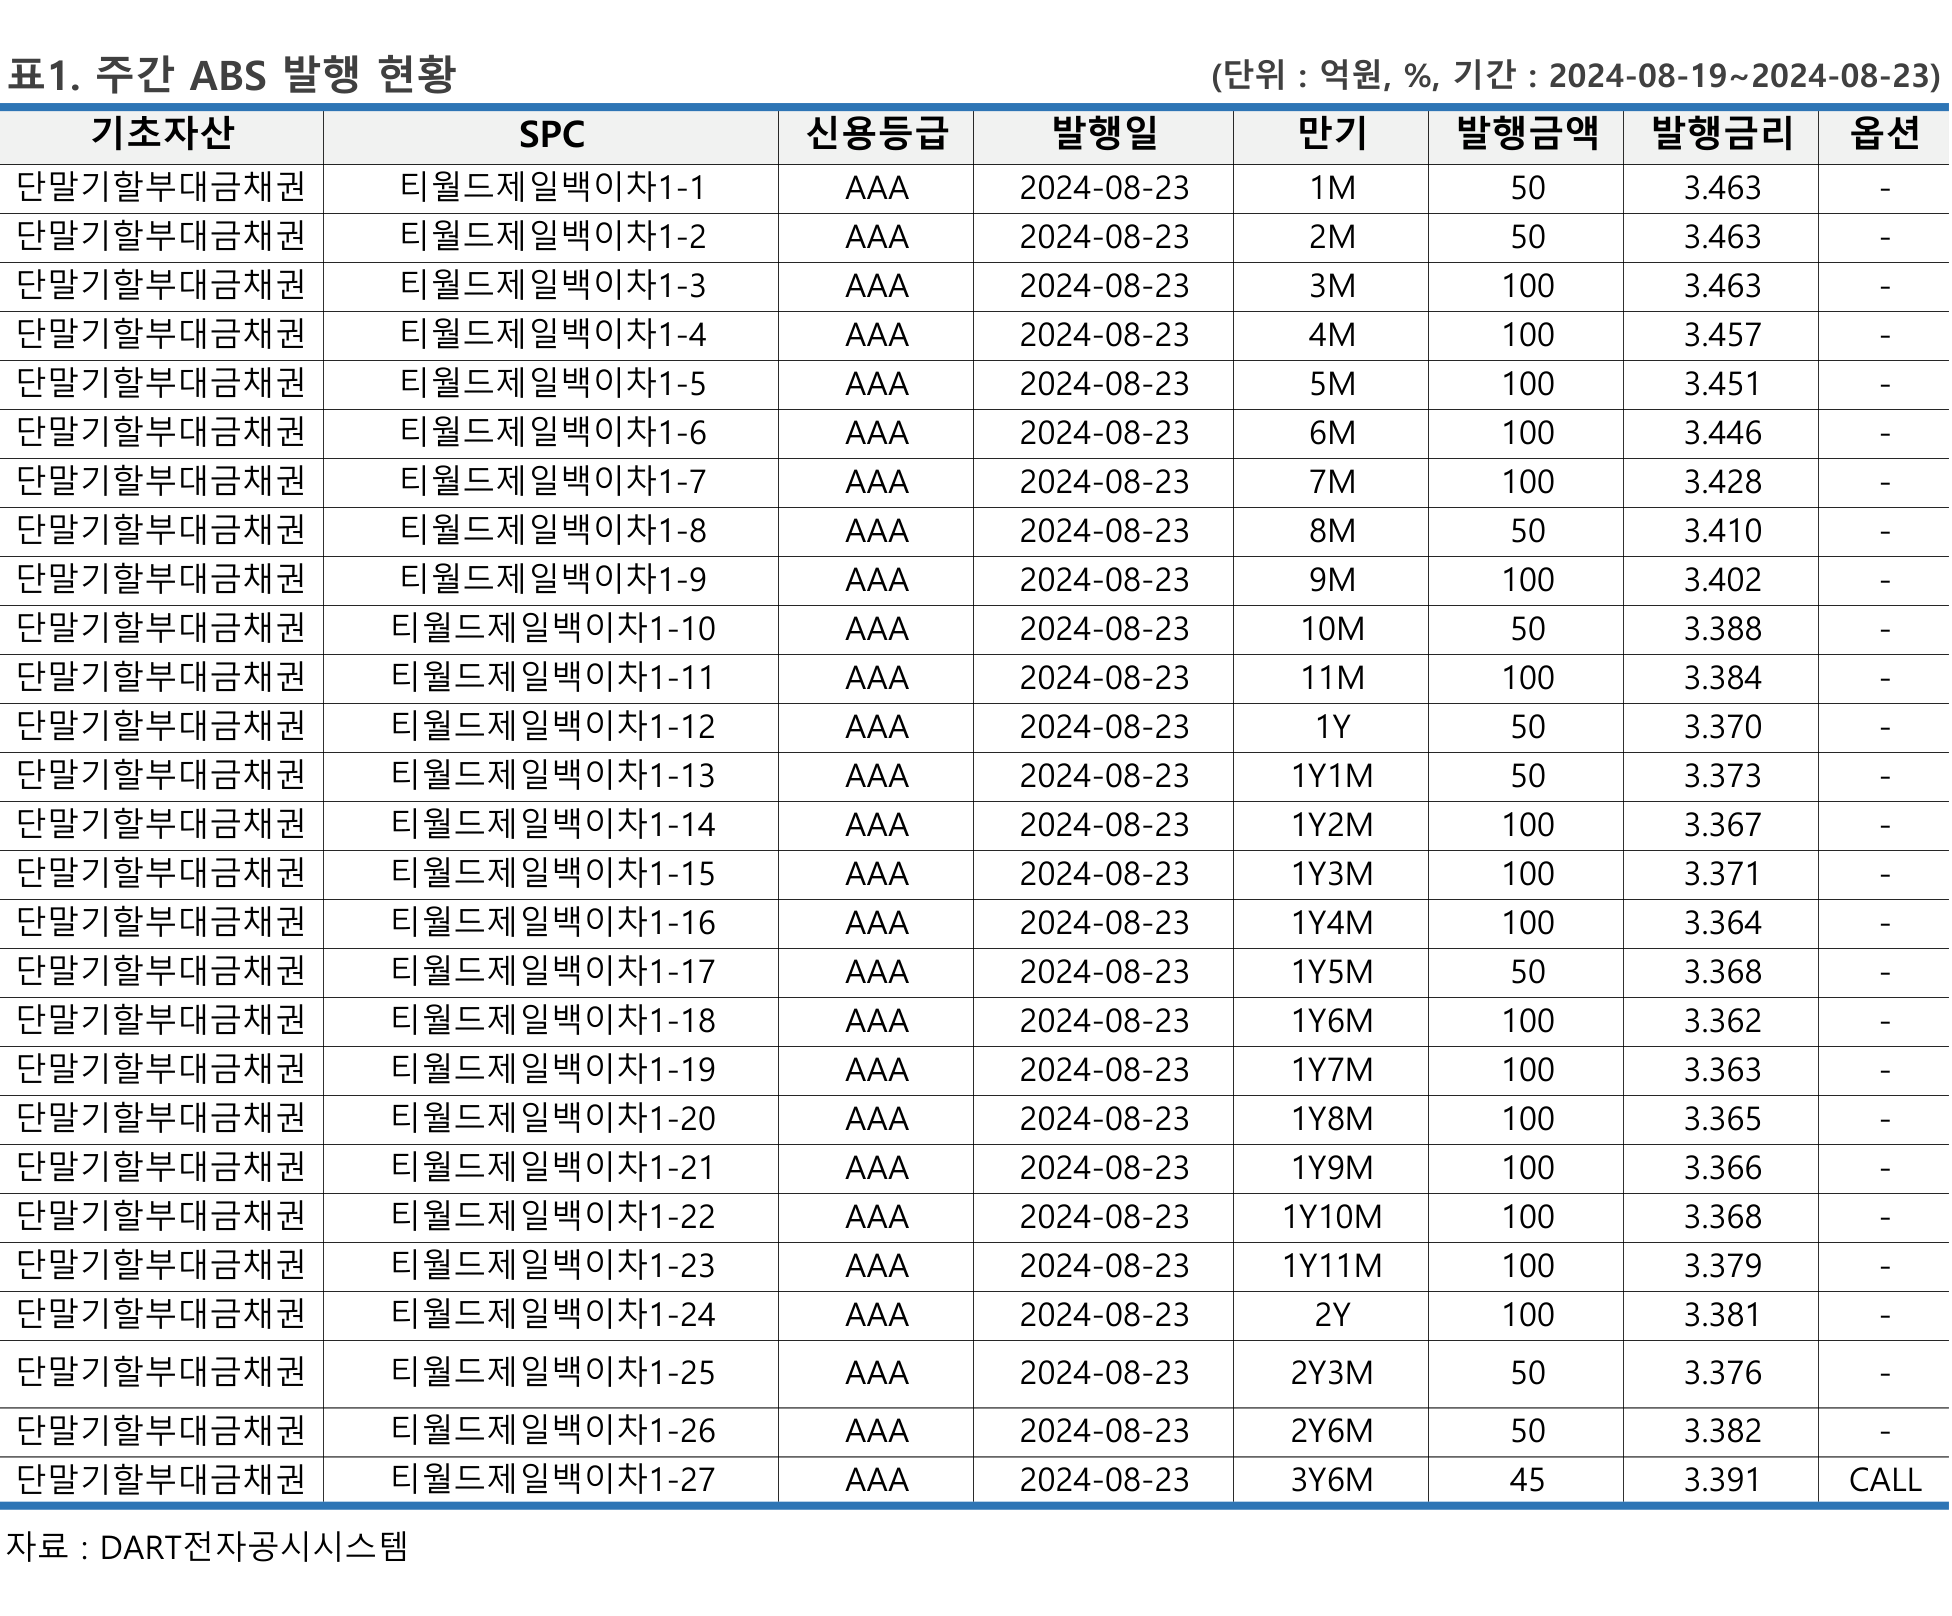 표1. 주간 ABS 발행 현황 (단위 : 억원, %, 기간 : 2024-08-19~2024-08-23)
기초자산 SPC 신용등급 발행일 만기 발행금액 발행금리 옵션
단말기할부대금채권 티월드제일백이차1-1 AAA 2024-08-23 1M 50 3.463 -
단말기할부대금채권 티월드제일백이차1-2 AAA 2024-08-23 2M 50 3.463 -
단말기할부대금채권 티월드제일백이차1-3 AAA 2024-08-23 3M 100 3.463 -
단말기할부대금채권 티월드제일백이차1-4 AAA 2024-08-23 4M 100 3.457 -
단말기할부대금채권 티월드제일백이차1-5 AAA 2024-08-23 5M 100 3.451 -
단말기할부대금채권 티월드제일백이차1-6 AAA 2024-08-23 6M 100 3.446 -
단말기할부대금채권 티월드제일백이차1-7 AAA 2024-08-23 7M 100 3.428 -
단말기할부대금채권 티월드제일백이차1-8 AAA 2024-08-23 8M 50 3.410 -
단말기할부대금채권 티월드제일백이차1-9 AAA 2024-08-23 9M 100 3.402 -
단말기할부대금채권 티월드제일백이차1-10 AAA 2024-08-23 10M 50 3.388 -
단말기할부대금채권 티월드제일백이차1-11 AAA 2024-08-23 11M 100 3.384 -
단말기할부대금채권 티월드제일백이차1-12 AAA 2024-08-23 1Y 50 3.370 -
단말기할부대금채권 티월드제일백이차1-13 AAA 2024-08-23 1Y1M 50 3.373 -
단말기할부대금채권 티월드제일백이차1-14 AAA 2024-08-23 1Y2M 100 3.367 -
단말기할부대금채권 티월드제일백이차1-15 AAA 2024-08-23 1Y3M 100 3.371 -
단말기할부대금채권 티월드제일백이차1-16 AAA 2024-08-23 1Y4M 100 3.364 -
단말기할부대금채권 티월드제일백이차1-17 AAA 2024-08-23 1Y5M 50 3.368 -
단말기할부대금채권 티월드제일백이차1-18 AAA 2024-08-23 1Y6M 100 3.362 -
단말기할부대금채권 티월드제일백이차1-19 AAA 2024-08-23 1Y7M 100 3.363 -
단말기할부대금채권 티월드제일백이차1-20 AAA 2024-08-23 1Y8M 100 3.365 -
단말기할부대금채권 티월드제일백이차1-21 AAA 2024-08-23 1Y9M 100 3.366 -
단말기할부대금채권 티월드제일백이차1-22 AAA 2024-08-23 1Y10M 100 3.368 -
단말기할부대금채권 티월드제일백이차1-23 AAA 2024-08-23 1Y11M 100 3.379 -
단말기할부대금채권 티월드제일백이차1-24 AAA 2024-08-23 2Y 100 3.381 -
단말기할부대금채권 티월드제일백이차1-25 AAA 2024-08-23 2Y3M 50 3.376 -
단말기할부대금채권 티월드제일백이차1-26 AAA 2024-08-23 2Y6M 50 3.382 -
단말기할부대금채권 티월드제일백이차1-27 AAA 2024-08-23 3Y6M 45 3.391 CALL
자료 : DART전자공시시스템